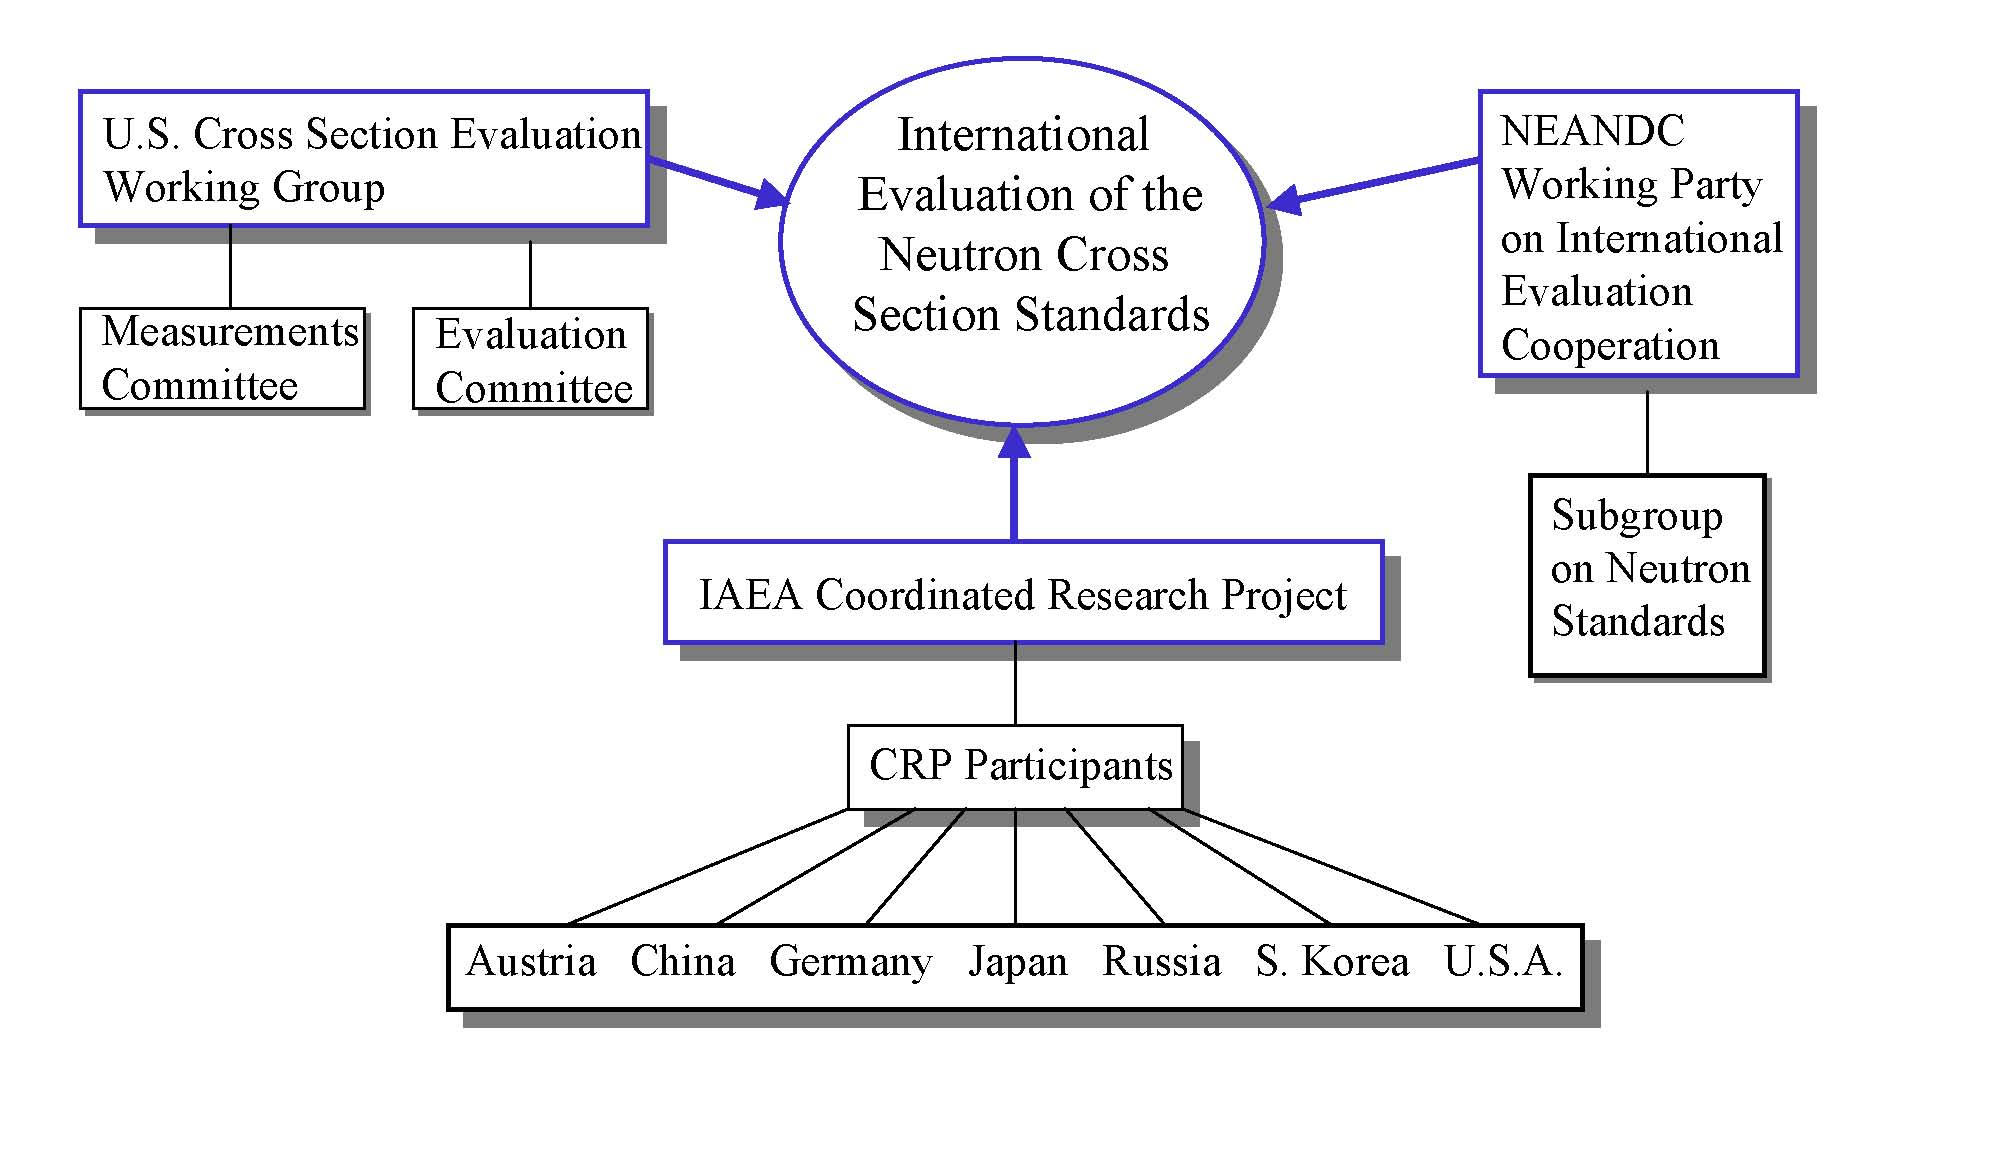 U.S. Cross Section Evaluation
Working Group
Measurements
Committee
Evaluation
Committee
International
Evaluation of the
Neutron Cross
Section Standards
NEANDC
Working Party
on International
Evaluation
Cooperation
Subgroup
on Neutron
Standards
IAEA Coordinated Research Project
CRP Participants
Austria China Germany Japan Russia S. Korea U.S.A.